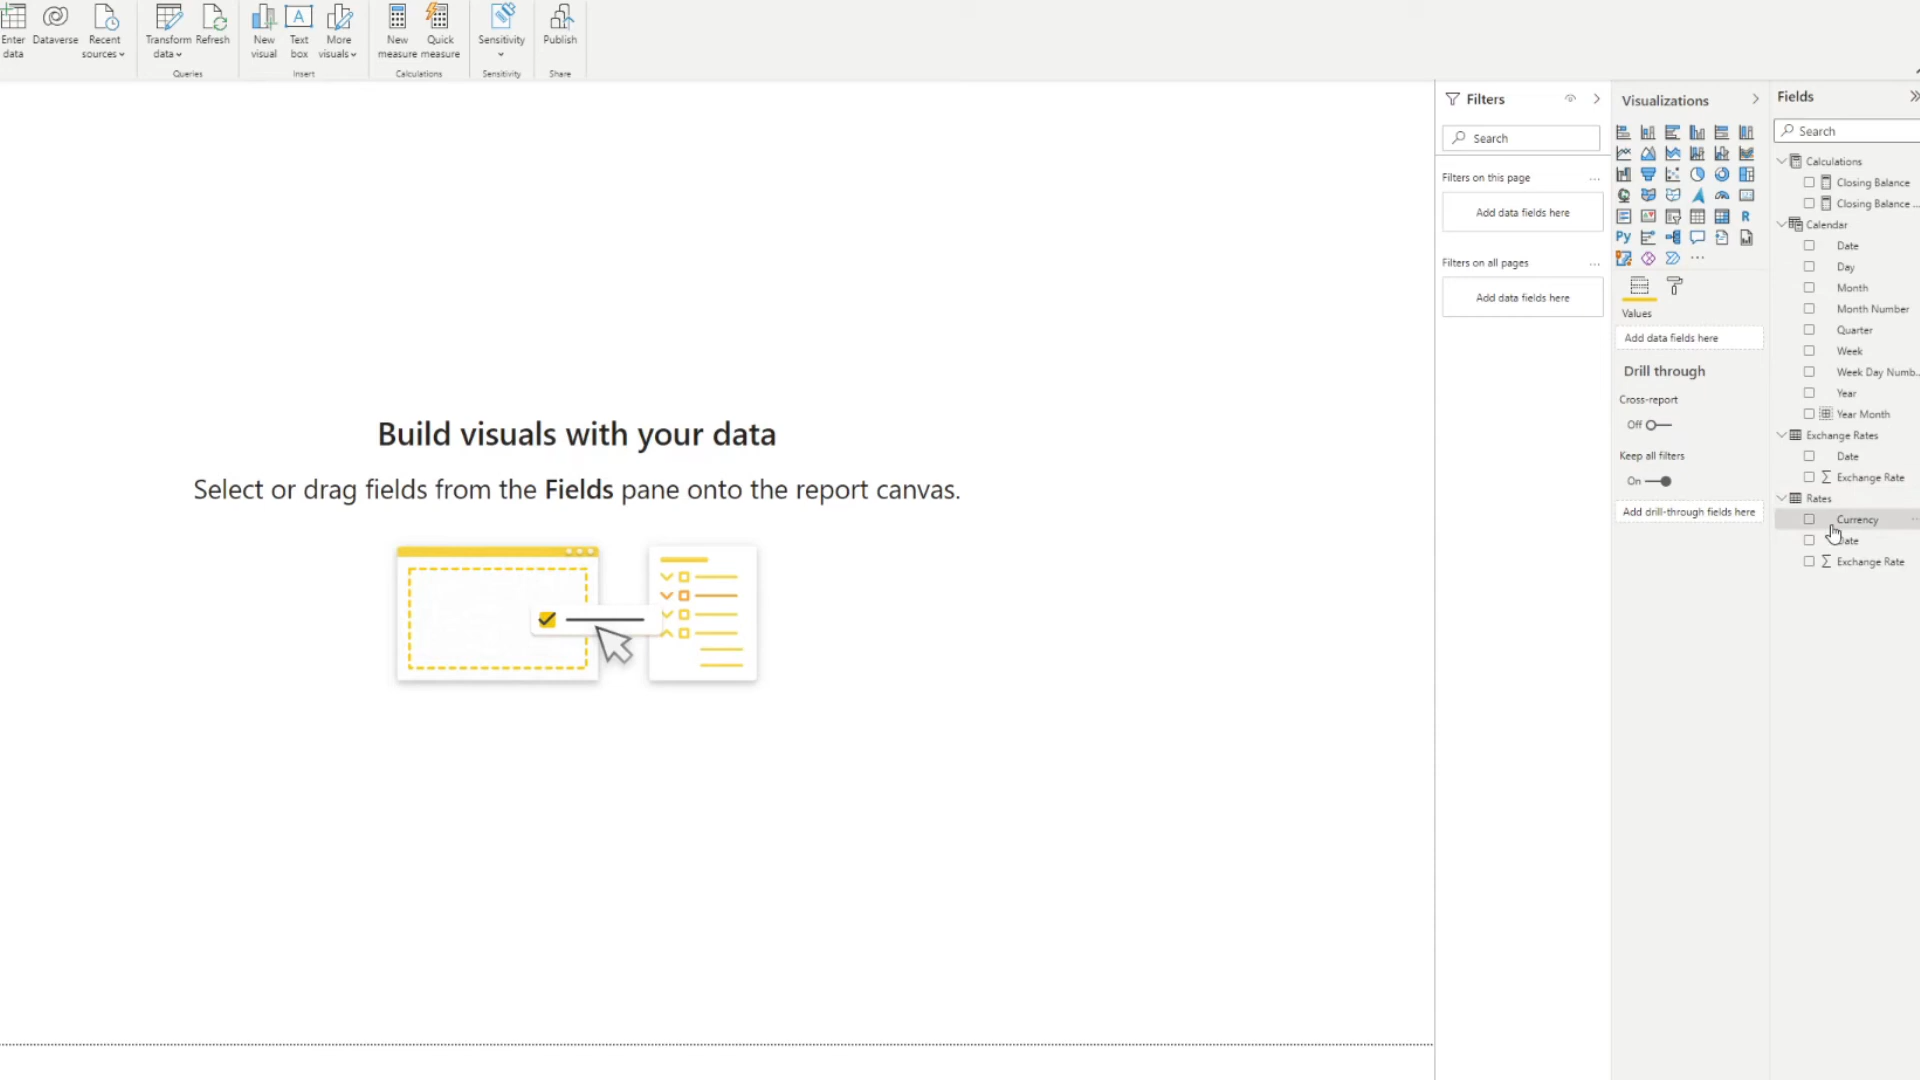 Enter data
Dataverse
Recent sources
Transform data
Refresh
New visual
Text box
More visuals
New measure
Quick measure
Sensitivity
Publish
Queries
Insert
Calculations
Sensitivity
Share
Build visuals with your data
Select or drag fields from the Fields pane onto the report canvas.
Filters
Search
Filters on this page
...
Add data fields here
Filters on all pages
...
Add data fields here
Visualizations
R
Py
...
Values
Add data fields here
Drill through
Cross-report
Off
Keep all filters
On
Add drill-through fields here
Fields
Search
Calculations
Closing Balance
Closing Balance ...
Calendar
Date
Day
Month
Month Number
Quarter
Week
Week Day Numb...
Year
Year Month
Exchange Rates
Date
Exchange Rate
Rates
Currency
Date
Exchange Rate